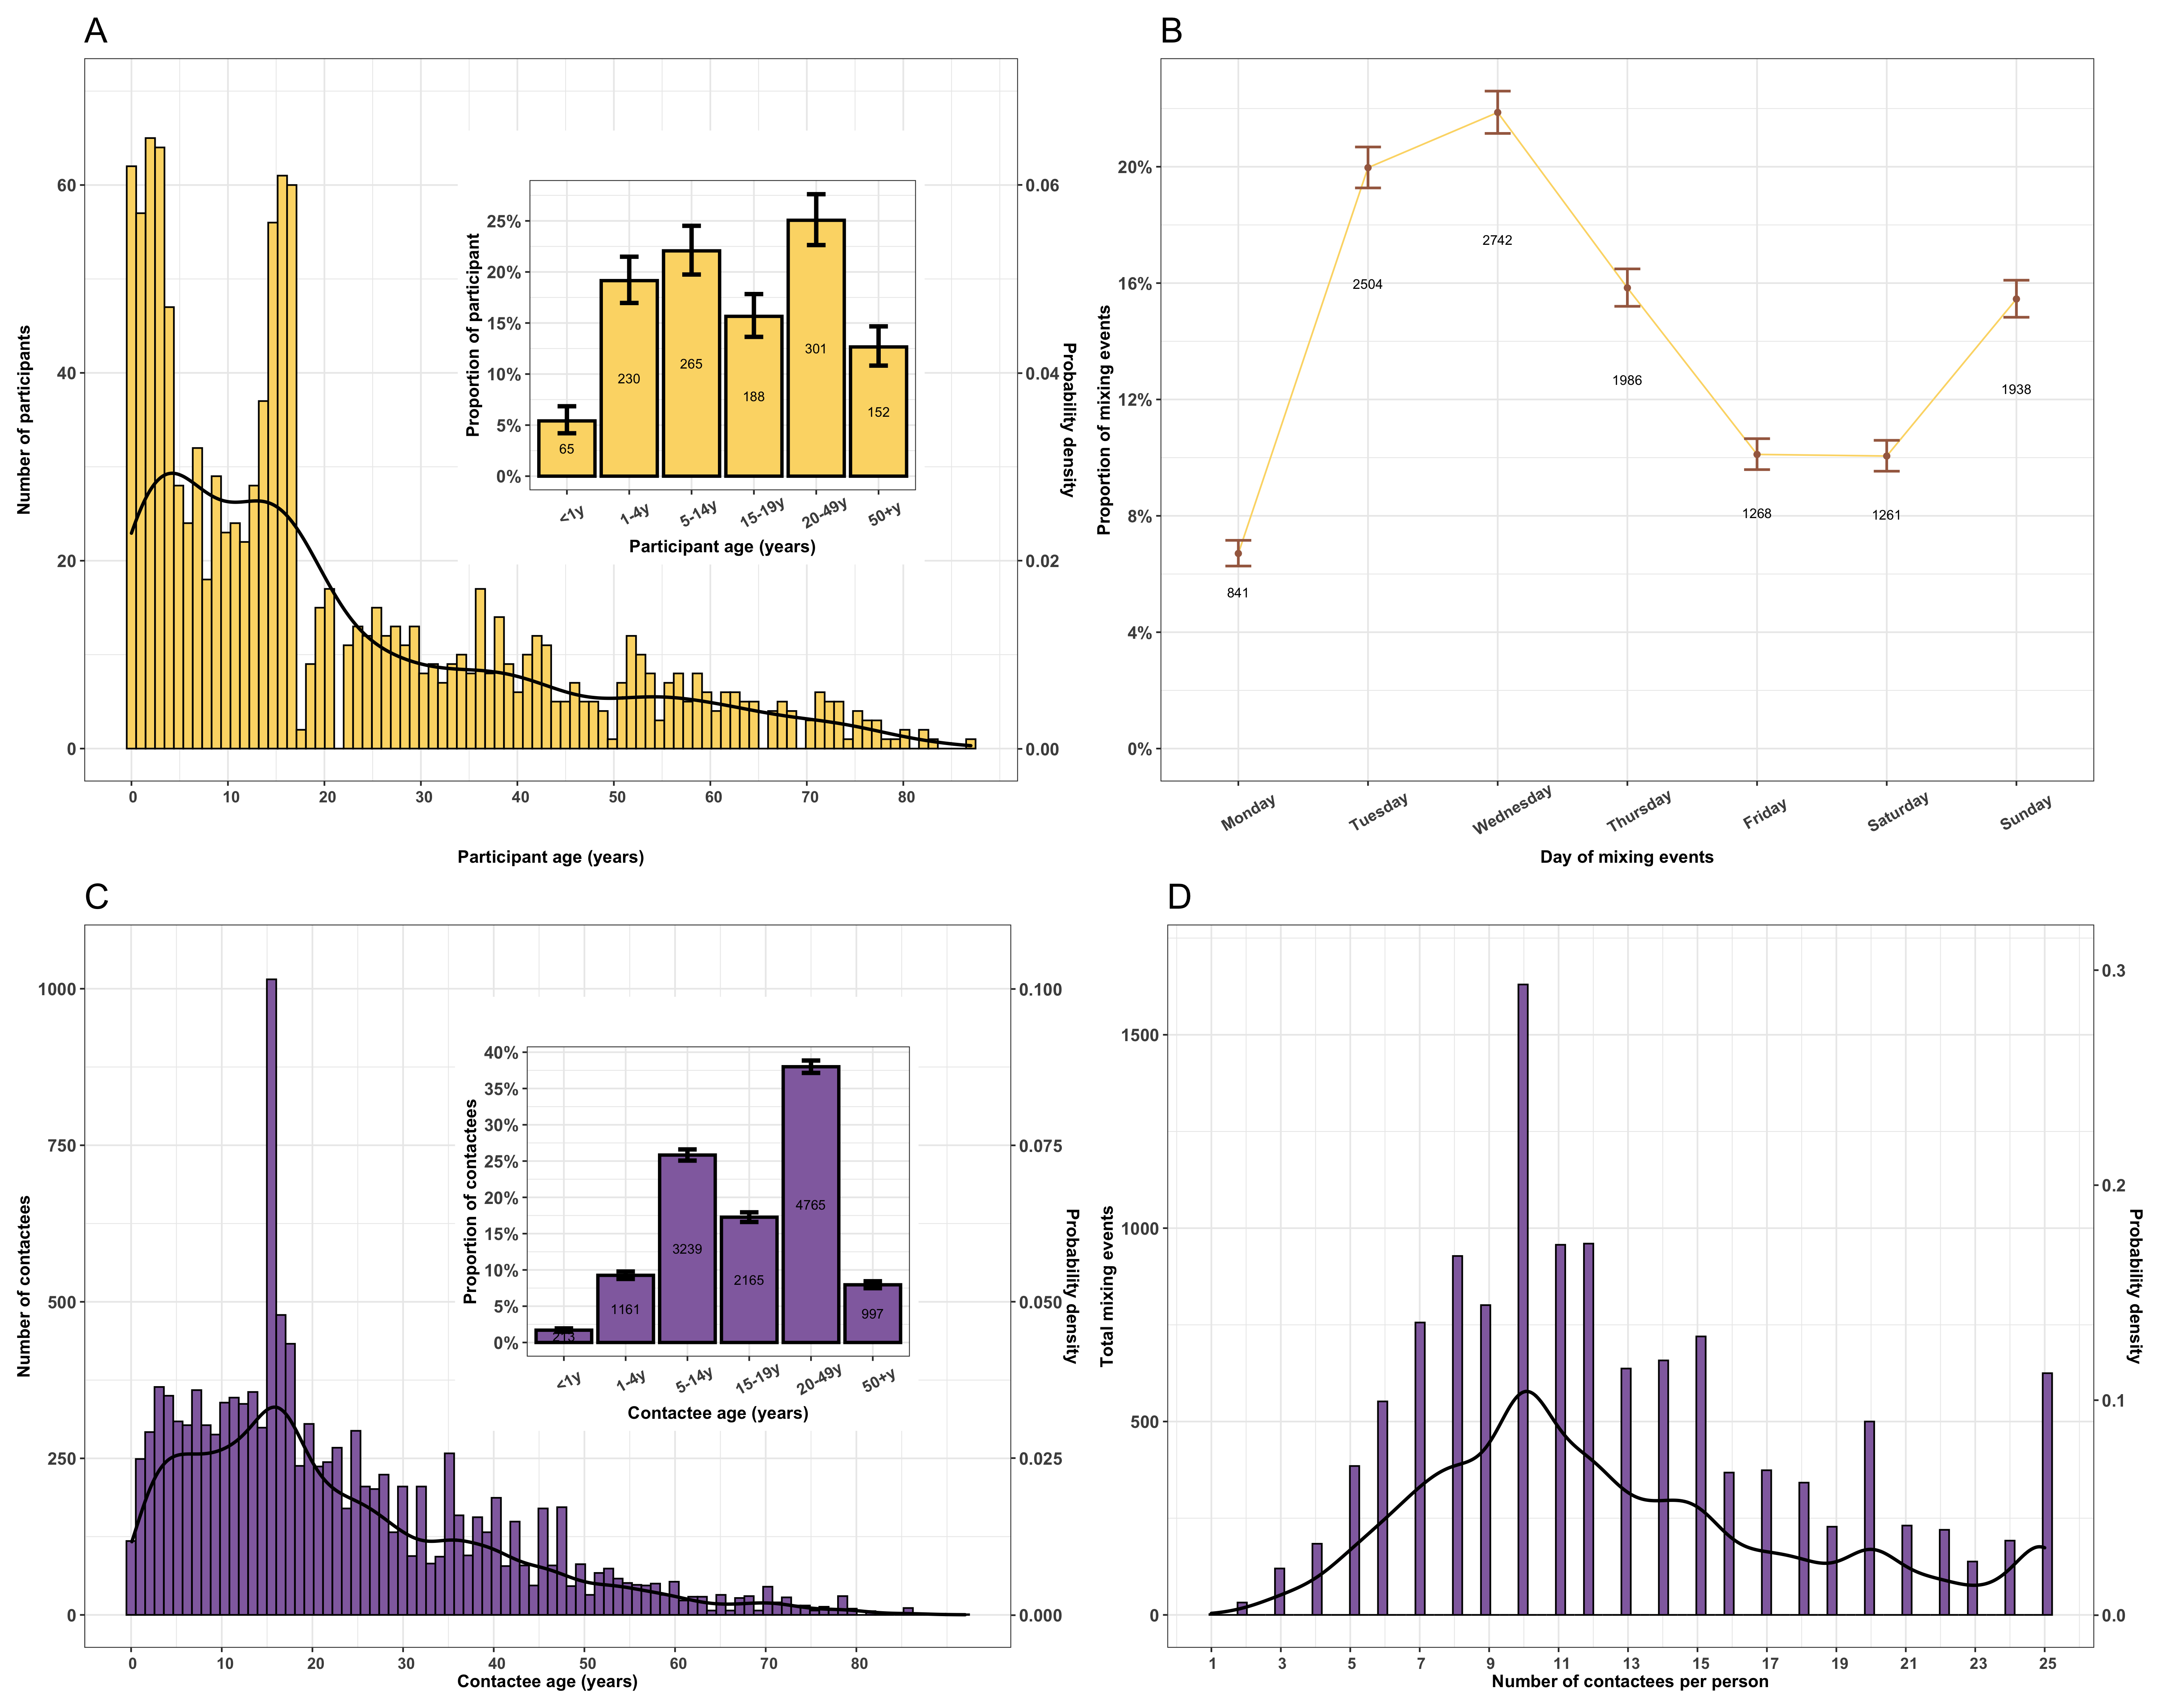 A
Number of participants
60
40
20
0
0.06
0.04
0.02
0.00
Probability density
0
10
20
30
40
50
60
70
80
Participant age (years)
Proportion of participant
25%
20%
15%
10%
5%
0%
65
230
265
188
301
152
<1y
1-4y
5-14y
15-19y
20-49y
50+y
Participant age (years)
B
Proportion of mixing events
20%
16%
12%
8%
4%
0%
841
2504
2742
1986
1268
1261
1938
Monday
Tuesday
Wednesday
Thursday
Friday
Saturday
Sunday
Day of mixing events
C
Number of contactees
1000
750
500
250
0
0.100
0.075
0.050
0.025
0.000
Probability density
0
10
20
30
40
50
60
70
80
Contactee age (years)
Proportion of contactees
40%
35%
30%
25%
20%
15%
10%
5%
0%
213
1161
3239
2165
4765
997
<1y
1-4y
5-14y
15-19y
20-49y
50+y
Contactee age (years)
D
Total mixing events
1500
1000
500
0
0.3
0.2
0.1
0.0
Probability density
1
3
5
7
9
11
13
15
17
19
21
23
25
Number of contactees per person